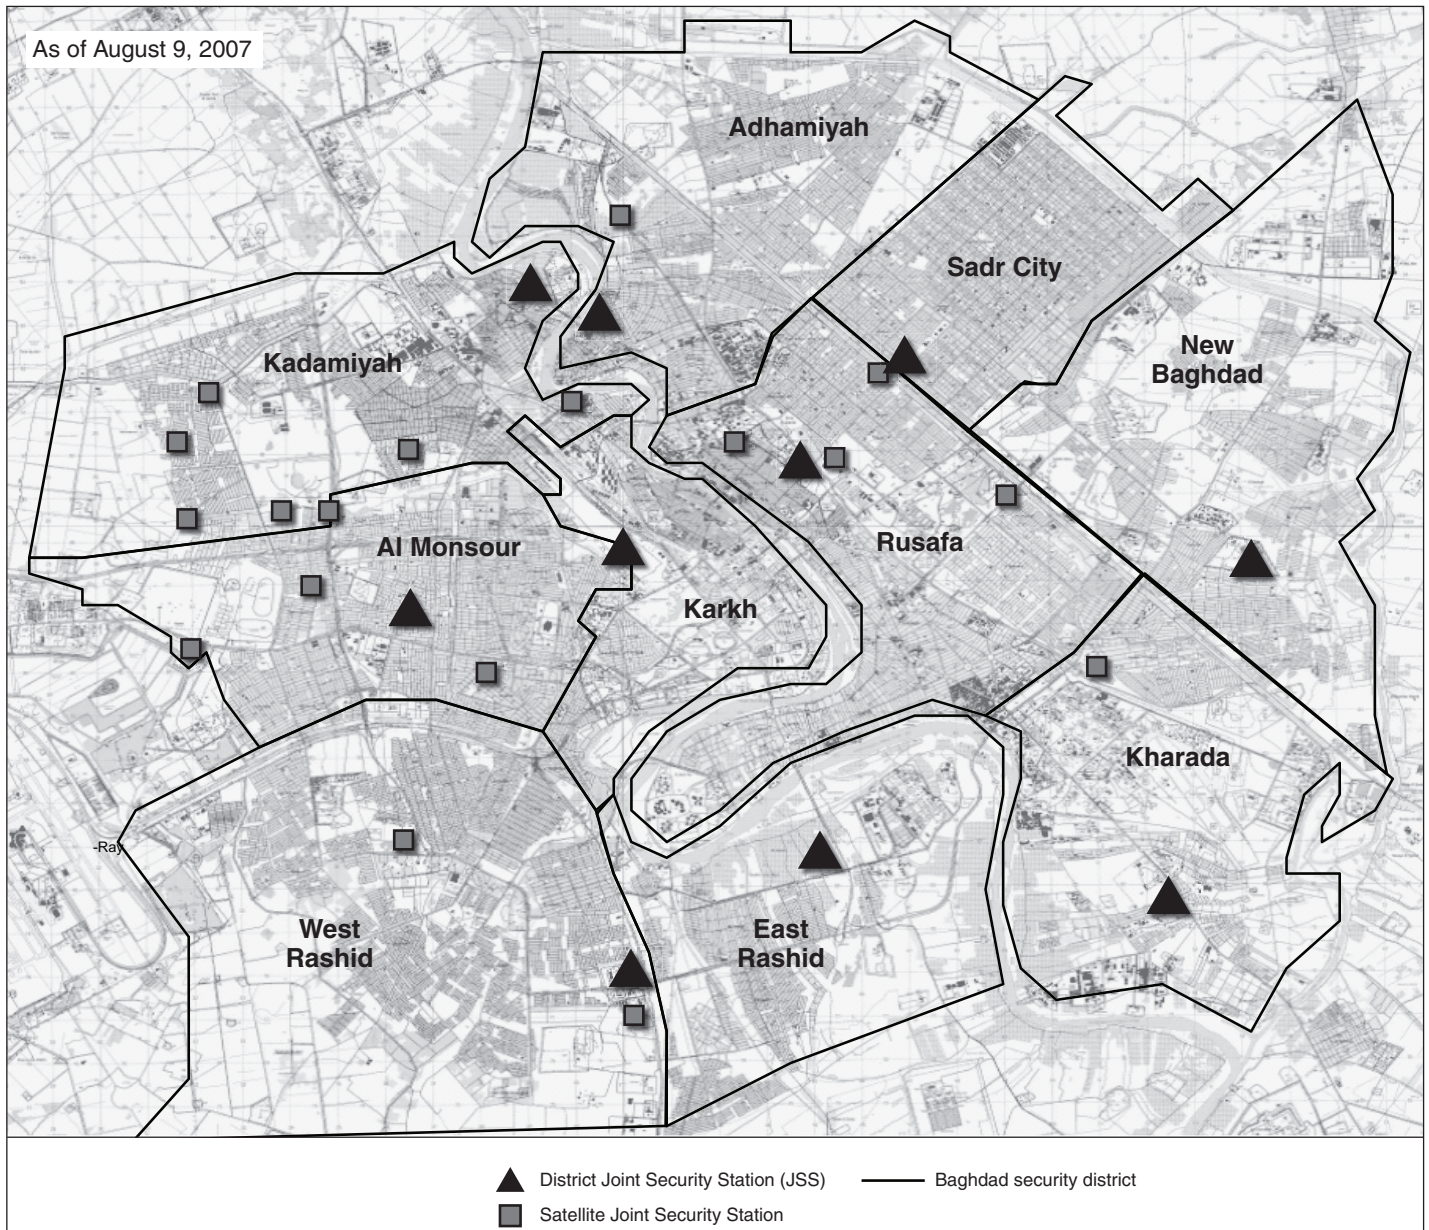 As of August 9, 2007
Adhamiyah
Sadr City
New
Baghdad
Kadamiyah
Al Monsour
Rusafa
Karkh
Kharada
-Ray
West
Rashid
East
Rashid
District Joint Security Station (JSS)
Baghdad security district
Satellite Joint Security Station